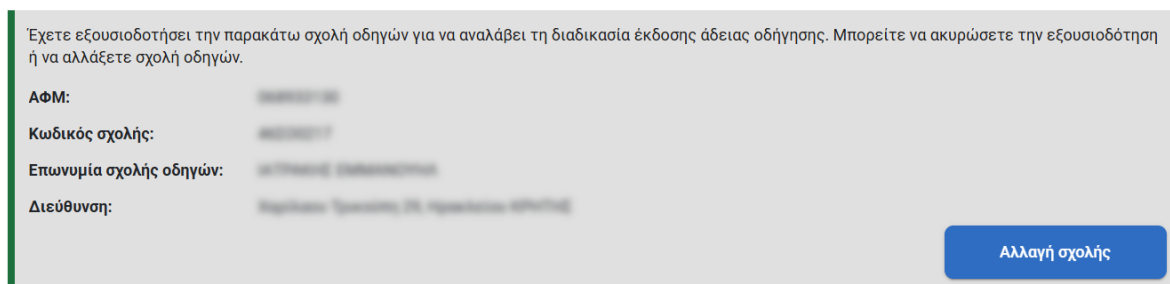 Έχετε εξουσιοδοτήσει την παρακάτω σχολή οδηγών για να αναλάβει τη διαδικασία έκδοσης άδειας οδήγησης. Μπορείτε να ακυρώσετε την εξουσιοδότηση
ή να αλλάξετε σχολή οδηγών.
ΑΦΜ:
Κωδικός σχολής:
Επωνυμία σχολής οδηγών:
Διεύθυνση:
Αλλαγή σχολής